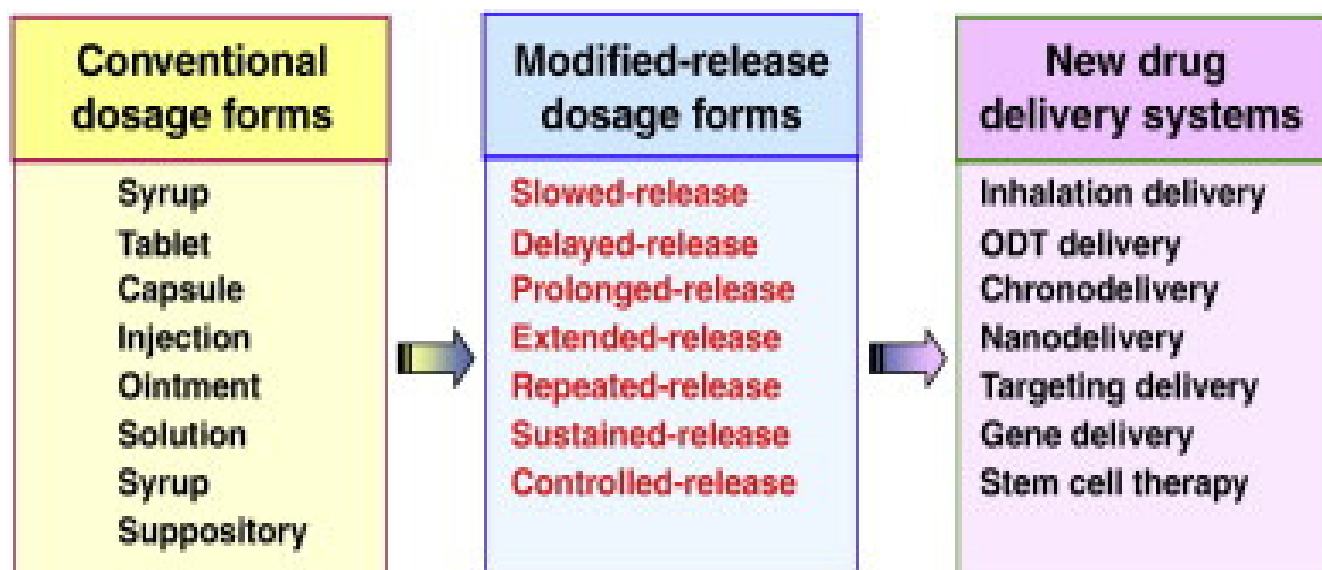 Conventional
dosage forms
Syrup
Tablet
Capsule
Injection
Ointment
Solution
Syrup
Suppository
Modified-release
dosage forms
Slowed-release
Delayed-release
Prolonged-release
Extended-release
Repeated-release
Sustained-release
Controlled-release
New drug
delivery systems
Inhalation delivery
ODT delivery
Chronodelivery
Nanodelivery
Targeting delivery
Gene delivery
Stem cell therapy